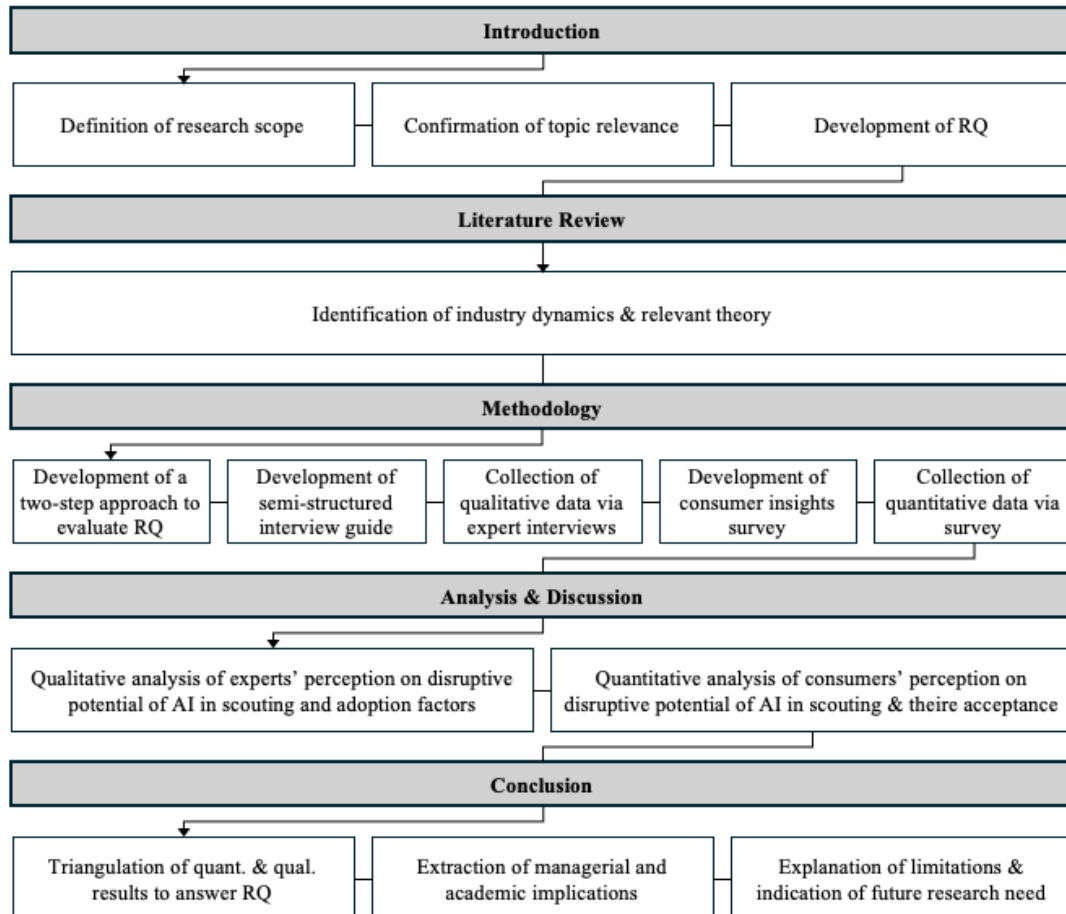 Introduction
Definition of research scope
Confirmation of topic relevance
Development of RQ
Literature Review
Identification of industry dynamics & relevant theory
Methodology
Development of a
two-step approach to
evaluate RQ
Development of
semi-structured
interview guide
Collection of
qualitative data via
expert interviews
Development of
consumer insights
survey
Collection of
quantitative data via
survey
Analysis & Discussion
Qualitative analysis of experts’ perception on disruptive
potential of AI in scouting and adoption factors
Quantitative analysis of consumers’ perception on
disruptive potential of AI in scouting & theire acceptance
Conclusion
Triangulation of quant. & qual.
results to answer RQ
Extraction of managerial and
academic implications
Explanation of limitations &
indication of future research need